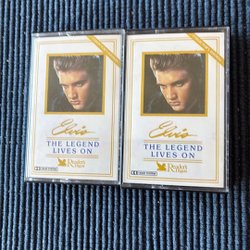 Elvis
THE LEGEND
LIVES ON
Reader's
Digest
Elvis
THE LEGEND
LIVES ON
Reader's
Digest